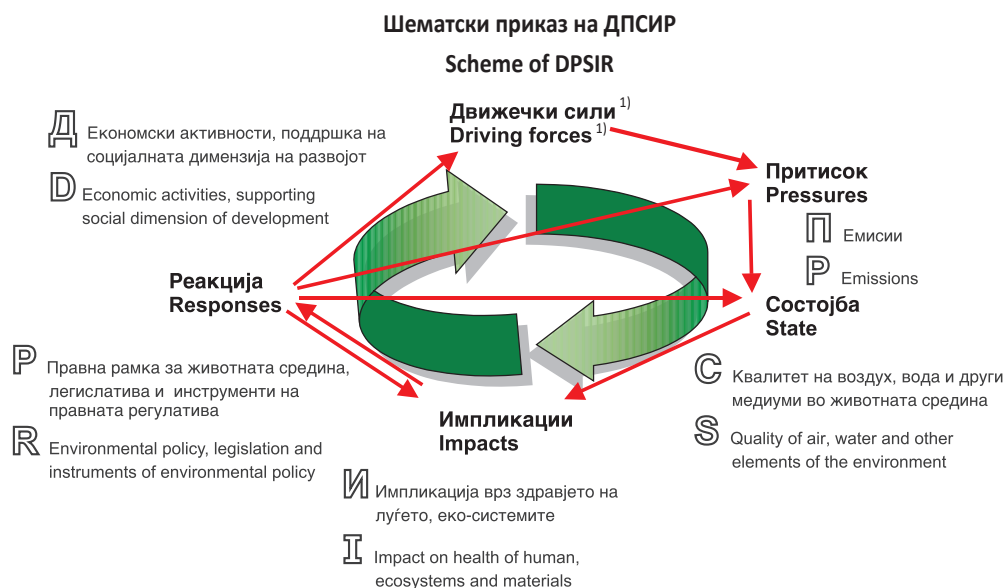 Шематски приказ на ДПСИР
Scheme of DPSIR
Движечки сили 1)
Driving forces 1)
Д Економски активности, поддршка на
социјалната димензија на развојот
D Economic activities, supporting
social dimension of development
Притисок
Pressures
П Емисии
P Emissions
Реакција
Responses
Состојба
State
Р Правна рамка за животната средина,
легислатива и инструменти на
правната регулатива
R Environmental policy, legislation and
instruments of environmental policy
С Квалитет на воздух, вода и други
медиуми во животната средина
S Quality of air, water and other
elements of the environment
Импликации
Impacts
И Импликација врз здравјето на
луѓето, еко-системите
I Impact on health of human,
ecosystems and materials